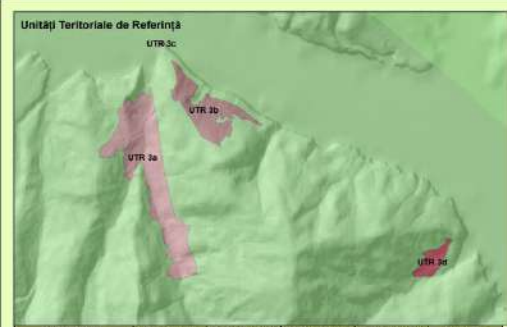 Unități Teritoriale de Referință
UTR 3c
UTR 3b
UTR 3a
UTR 3d